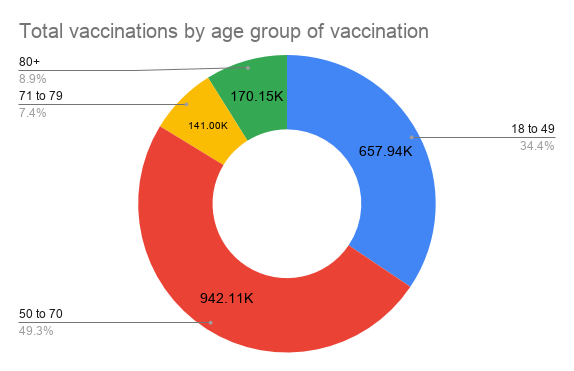 Total vaccinations by age group of vaccination
80+
8.9%
71 to 79
7.4%
170.15K
141.00K
18 to 49
34.4%
657.94K
942.11K
50 to 70
49.3%